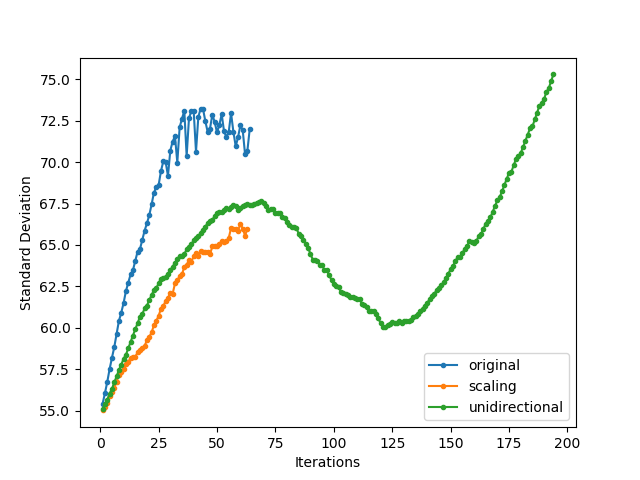 75.0
72.5
70.0
67.5
65.0
62.5
60.0
57.5
55.0
Standard Deviation
0 25 50 75 100 125 150 175 200
Iterations
original
scaling
unidirectional